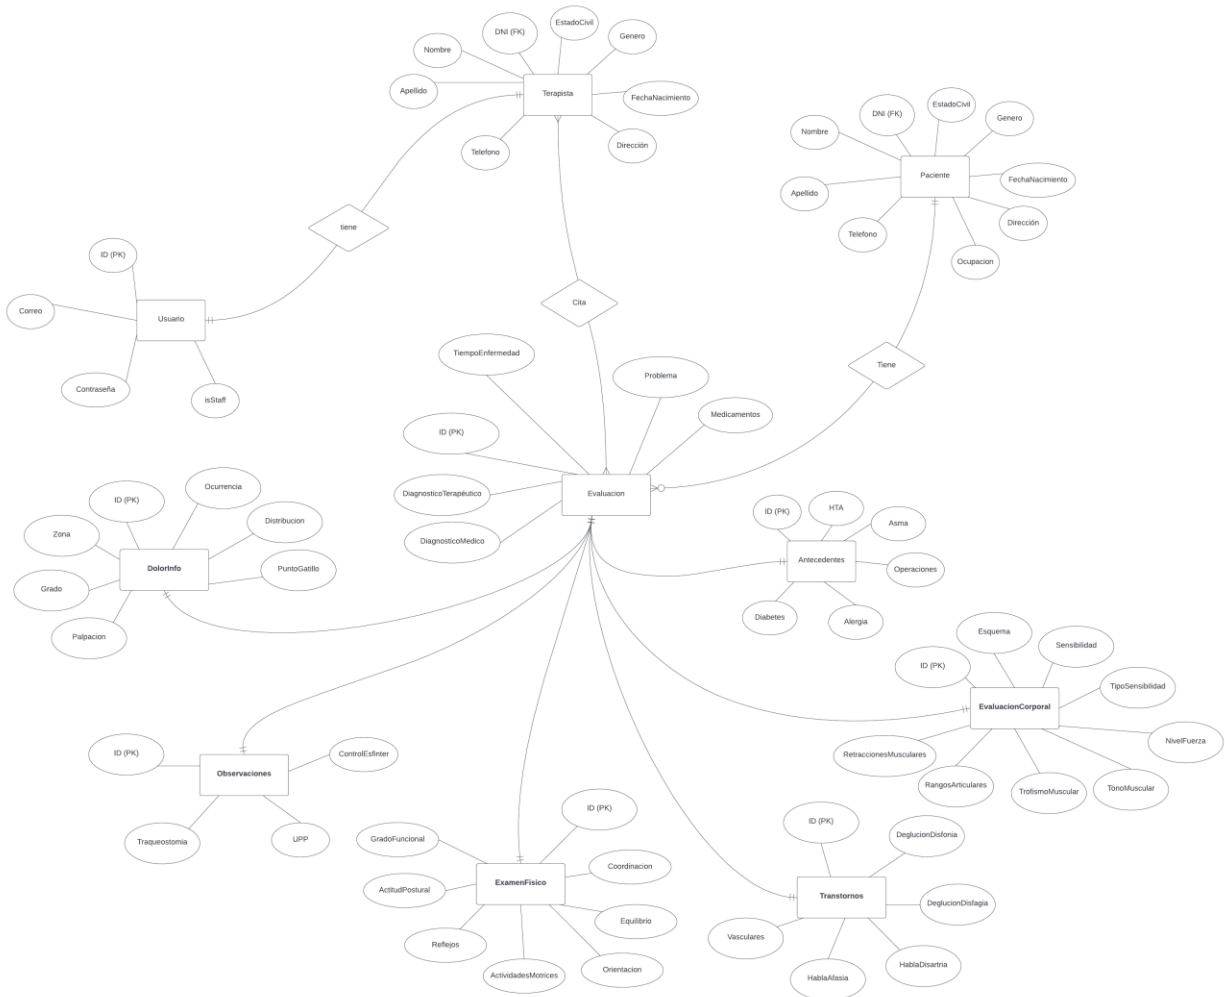 EstadoCivil
DNI (FK)
Genero
Nombre
Apellido
Terapista
FechaNacimiento
Telefono
Dirección
EstadoCivil
DNI (FK)
Genero
Nombre
Paciente
FechaNacimiento
Apellido
Telefono
Dirección
Ocupacion
tiene
ID (PK)
Correo
Usuario
Contraseña
isStaff
Cita
Tiene
TiempoEnfermedad
Problema
Medicamentos
ID (PK)
Evaluacion
DiagnosticoTerapéutico
DiagnosticoMedico
Ocurrencia
ID (PK)
Distribucion
Zona
DolorInfo
PuntoGatillo
Grado
Palpacion
HTA
ID (PK)
Asma
Antecedentes
Operaciones
Diabetes
Alergia
Esquema
Sensibilidad
ID (PK)
TipoSensibilidad
EvaluacionCorporal
NivelFuerza
RetraccionesMusculares
RangosArticulares
TrofismoMuscular
TonoMuscular
ID (PK)
ControlEsfinter
Observaciones
Traqueostomia
UPP
ID (PK)
GradoFuncional
Coordinacion
ExamenFisico
ActitudPostural
Equilibrio
Reflejos
Orientacion
ActividadesMotrices
ID (PK)
DeglucionDisfonia
Transtornos
DeglucionDisfagia
Vasculares
HablaDisartria
HablaAfasia